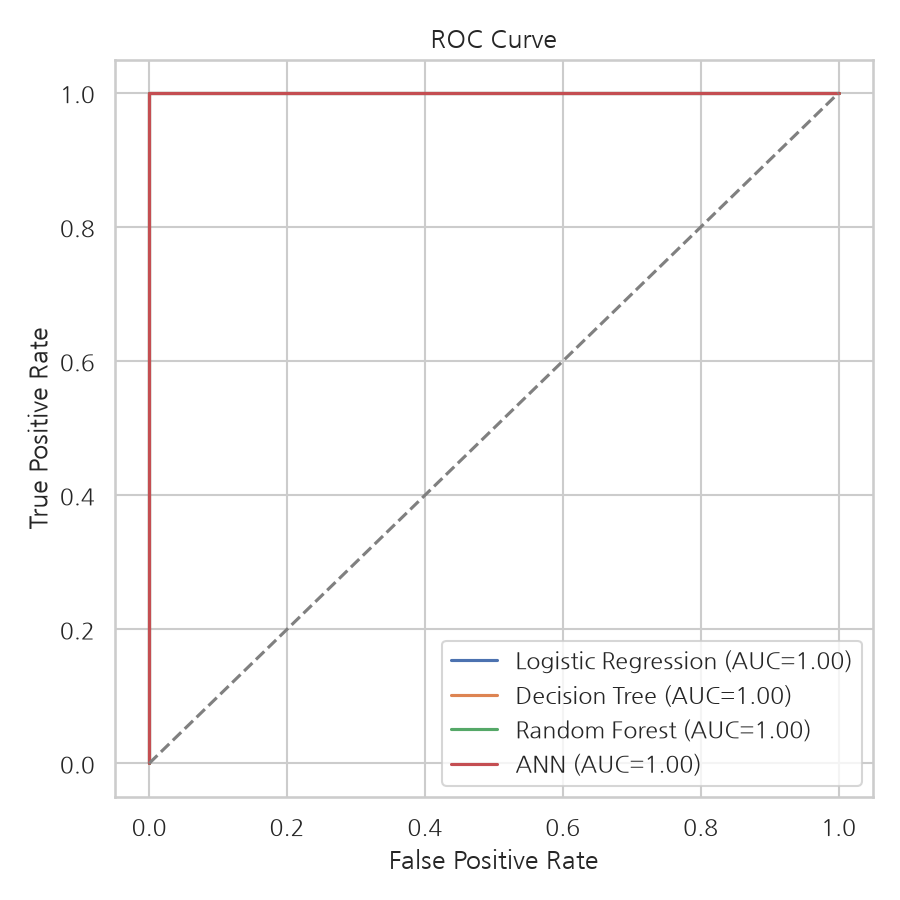 ROC Curve
True Positive Rate
1.0
0.8
0.6
0.4
0.2
0.0
Logistic Regression (AUC=1.00)
Decision Tree (AUC=1.00)
Random Forest (AUC=1.00)
ANN (AUC=1.00)
0.0 0.2 0.4 0.6 0.8 1.0
False Positive Rate